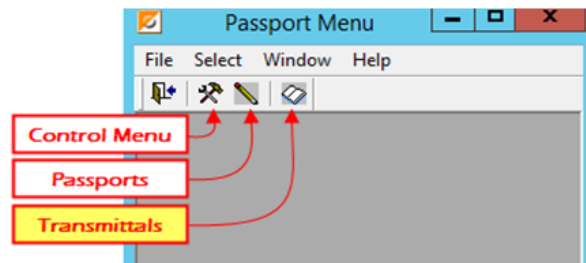 Passport Menu
File Select Window Help
Control Menu
Passports
Transmittals